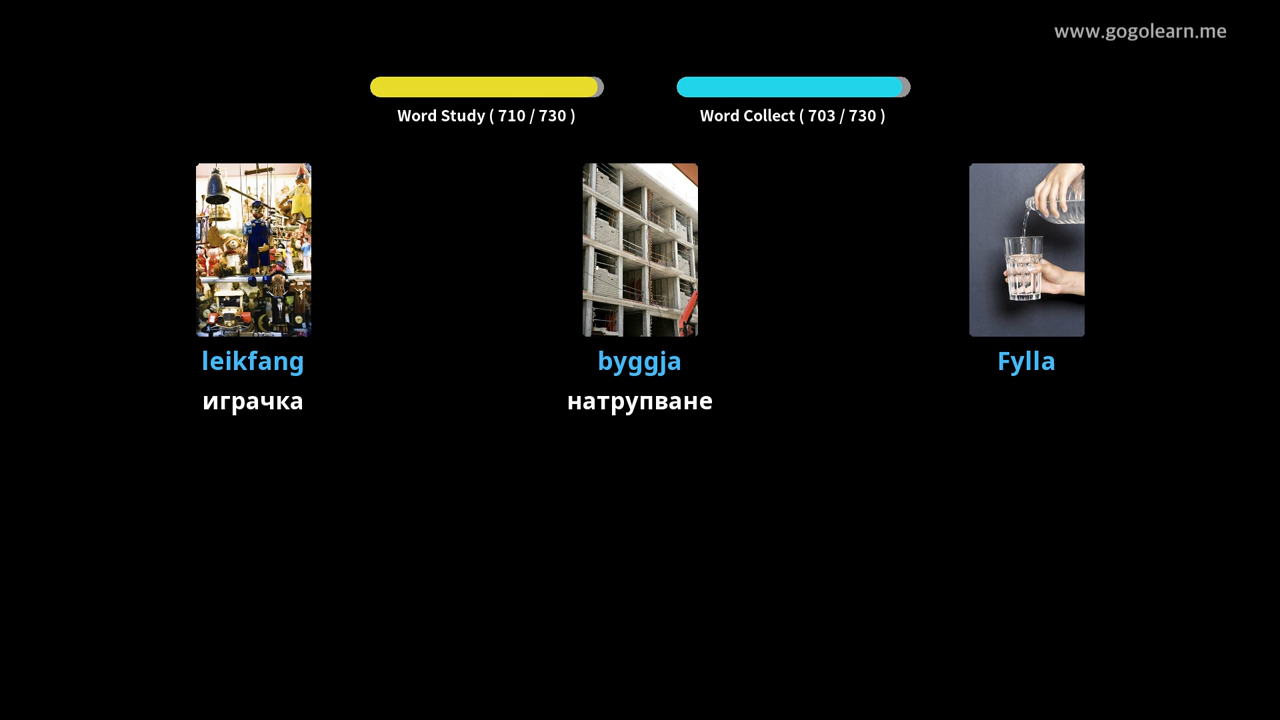 www.gogolearn.me
Word Study ( 710 / 730 )
Word Collect ( 703 / 730 )
leikfang
byggja
Fylla
играчка
натрупване